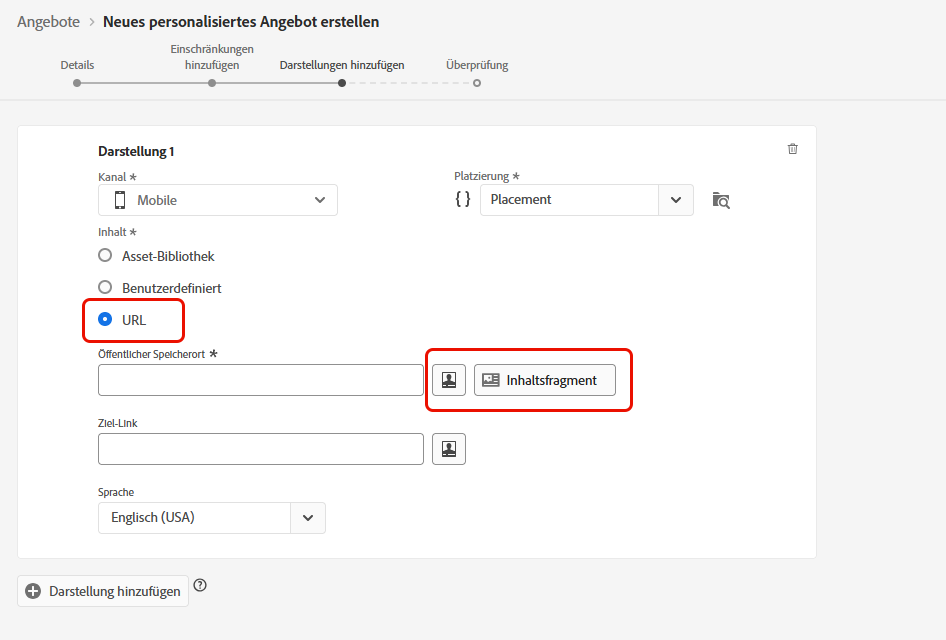 Angebote > Neues personalisiertes Angebot erstellen
Einschränkungen
Details hinzufügen Darstellungen hinzufügen Überprüfung
Darstellung 1
Kanal * Platzierung *
Mobile { } Placement
Inhalt *
Asset-Bibliothek
Benutzerdefiniert
URL
Öffentlicher Speicherort *
Inhaltsfragment
Ziel-Link
Sprache
Englisch (USA)
Darstellung hinzufügen ?